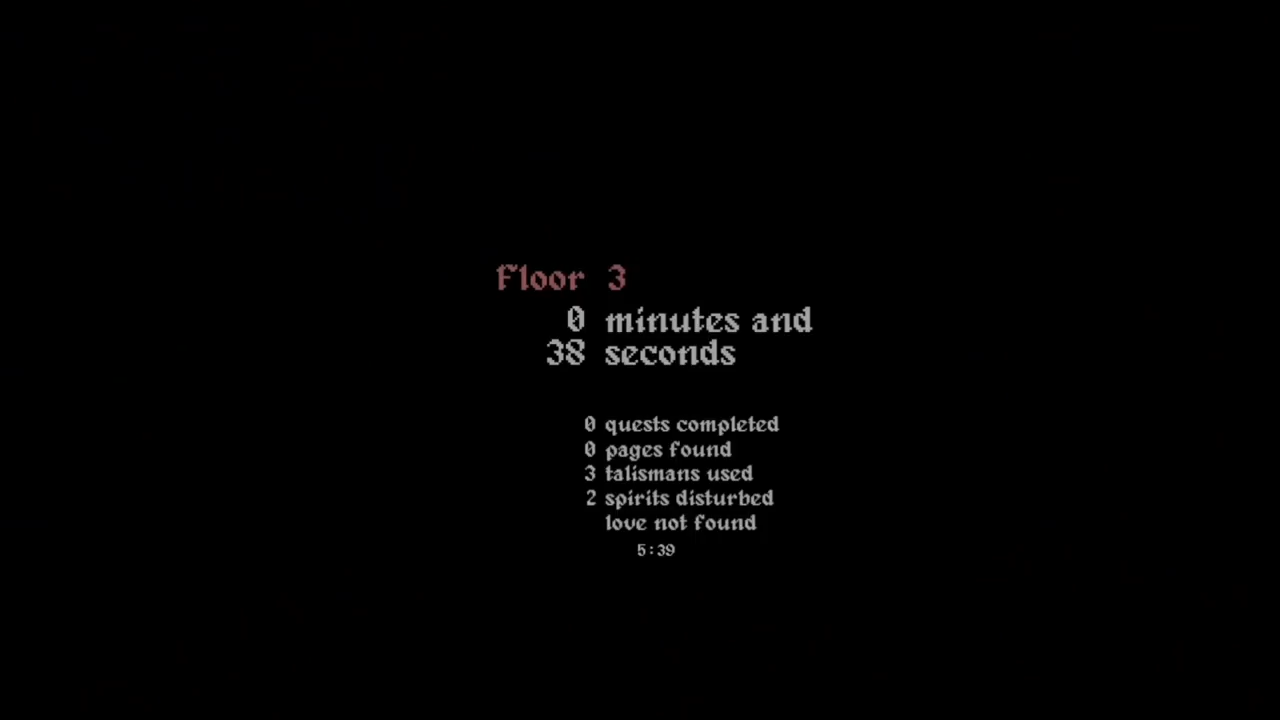 Floor 3
0 minutes and
38 seconds
0 quests completed
0 pages found
3 talismans used
2 spirits disturbed
love not found
5:39